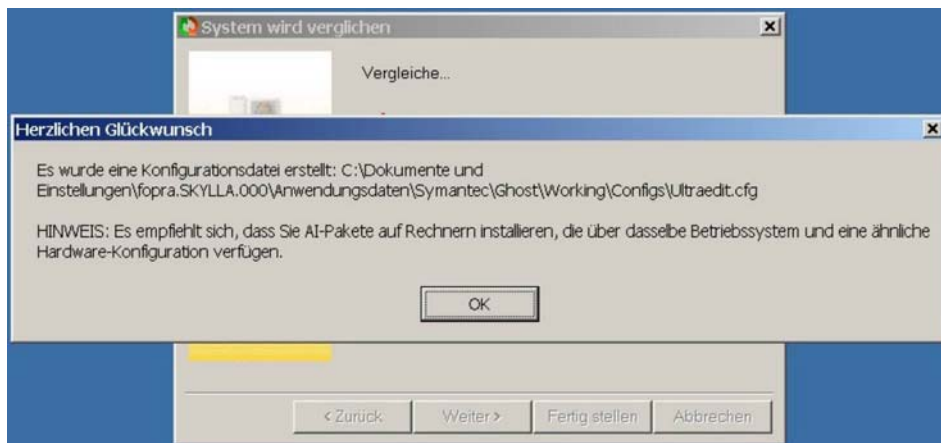 System wird verglichen
Vergleiche...
Herzlichen Glückwunsch
Es wurde eine Konfigurationsdatei erstellt: C:\Dokumente und
Einstellungen\fopra.SKYLLA.000\Anwendungsdaten\Symantec\Ghost\Working\Configs\Ultraedit.cfg
HINWEIS: Es empfiehlt sich, dass Sie AI-Pakete auf Rechnern installieren, die über dasselbe Betriebssystem und eine ähnliche
Hardware-Konfiguration verfügen.
OK
< Zurück
Weiter >
Fertig stellen
Abbrechen